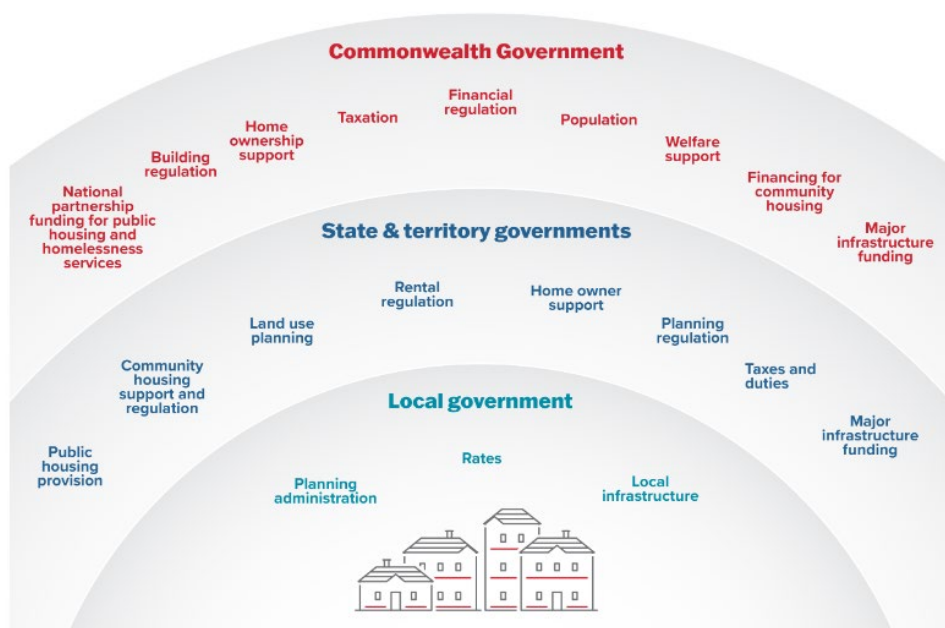 Commonwealth Government
National
partnership
funding for public
housing and
homelessness
services
Building
regulation
Home
ownership
support
Taxation
Financial
regulation
Population
Welfare
support
Financing for
community
housing
Major
infrastructure
funding
State & territory governments
Public
housing
provision
Community
housing
support and
regulation
Land use
planning
Rental
regulation
Home owner
support
Planning
regulation
Taxes and
duties
Major
infrastructure
funding
Local government
Planning
administration
Rates
Local
infrastructure